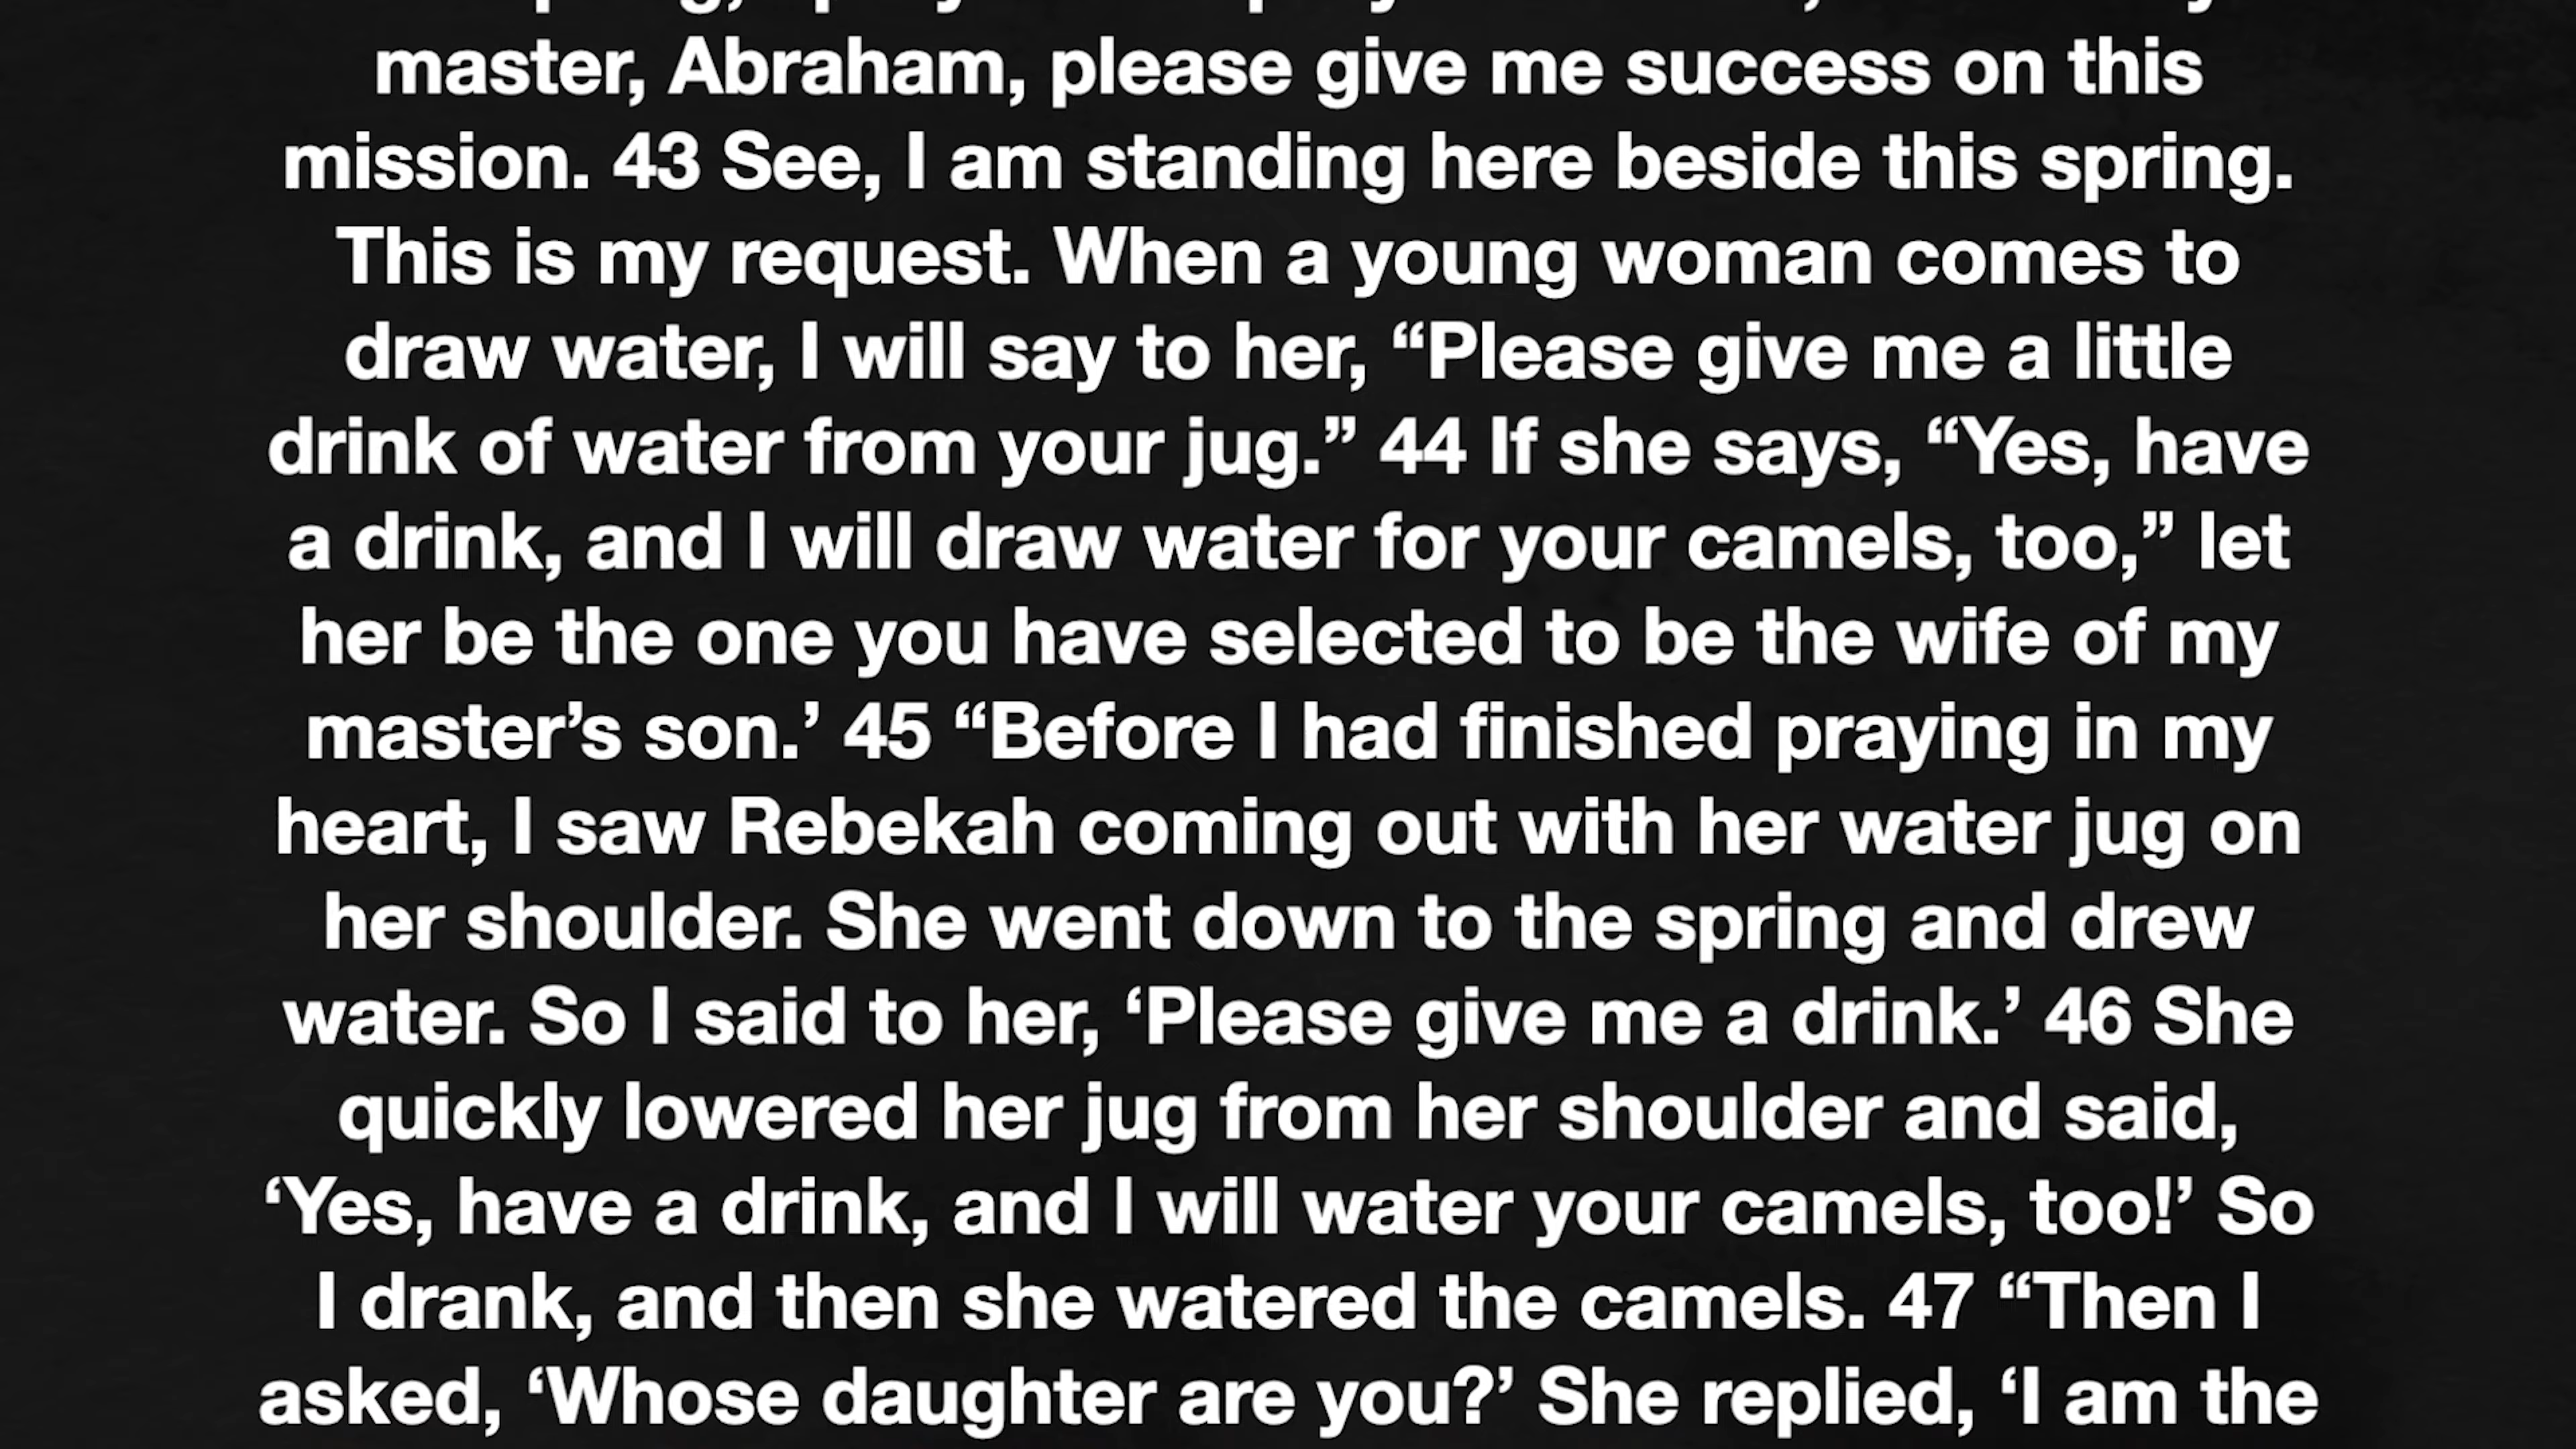 master, Abraham, please give me success on this
mission. 43 See, I am standing here beside this spring.
This is my request. When a young woman comes to
draw water, I will say to her, “Please give me a little
drink of water from your jug.” 44 If she says, “Yes, have
a drink, and I will draw water for your camels, too,” let
her be the one you have selected to be the wife of my
master’s son.’ 45 “Before I had finished praying in my
heart, I saw Rebekah coming out with her water jug on
her shoulder. She went down to the spring and drew
water. So I said to her, ‘Please give me a drink.’ 46 She
quickly lowered her jug from her shoulder and said,
‘Yes, have a drink, and I will water your camels, too!’ So
I drank, and then she watered the camels. 47 “Then I
asked, ‘Whose daughter are you?’ She replied, ‘I am the